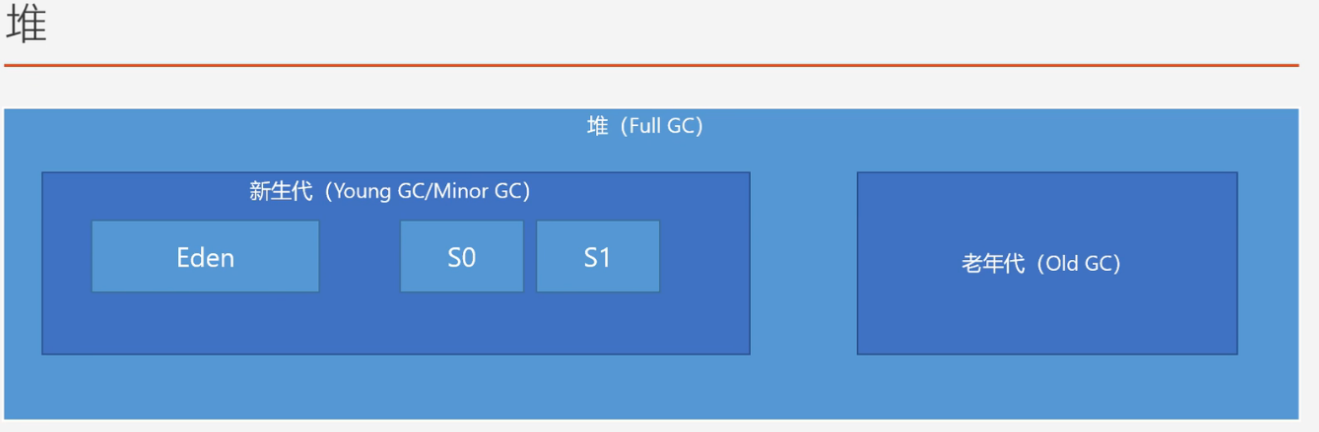 堆
堆（Full GC）
新生代（Young GC/Minor GC）
Eden
S0
S1
老年代（Old GC）